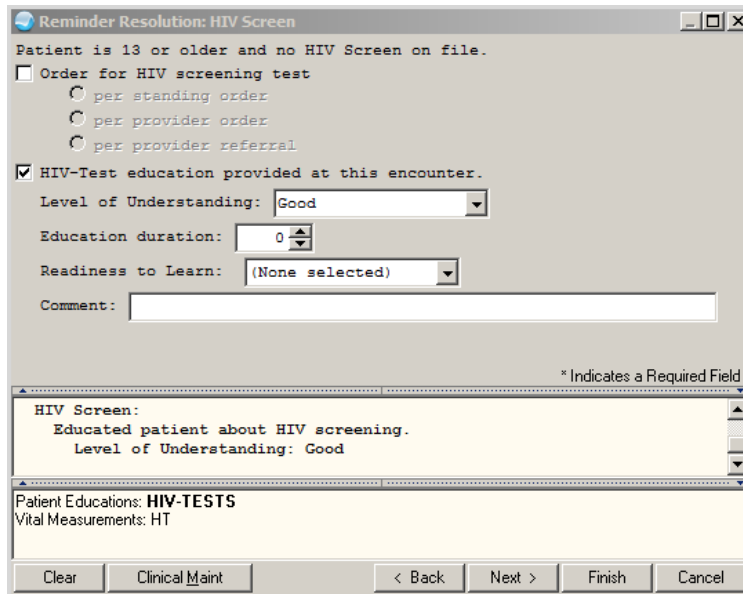 Reminder Resolution: HIV Screen
Patient is 13 or older and no HIV Screen on file.
Order for HIV screening test
per standing order
per provider order
per provider referral
HIV-Test education provided at this encounter.
Level of Understanding: Good
Education duration: 0
Readiness to Learn: (None selected)
Comment:
* Indicates a Required Field
HIV Screen:
Educated patient about HIV screening.
Level of Understanding: Good
Patient Educations: HIV-TESTS
Vital Measurements: HT
Clear Clinical Maint < Back Next > Finish Cancel